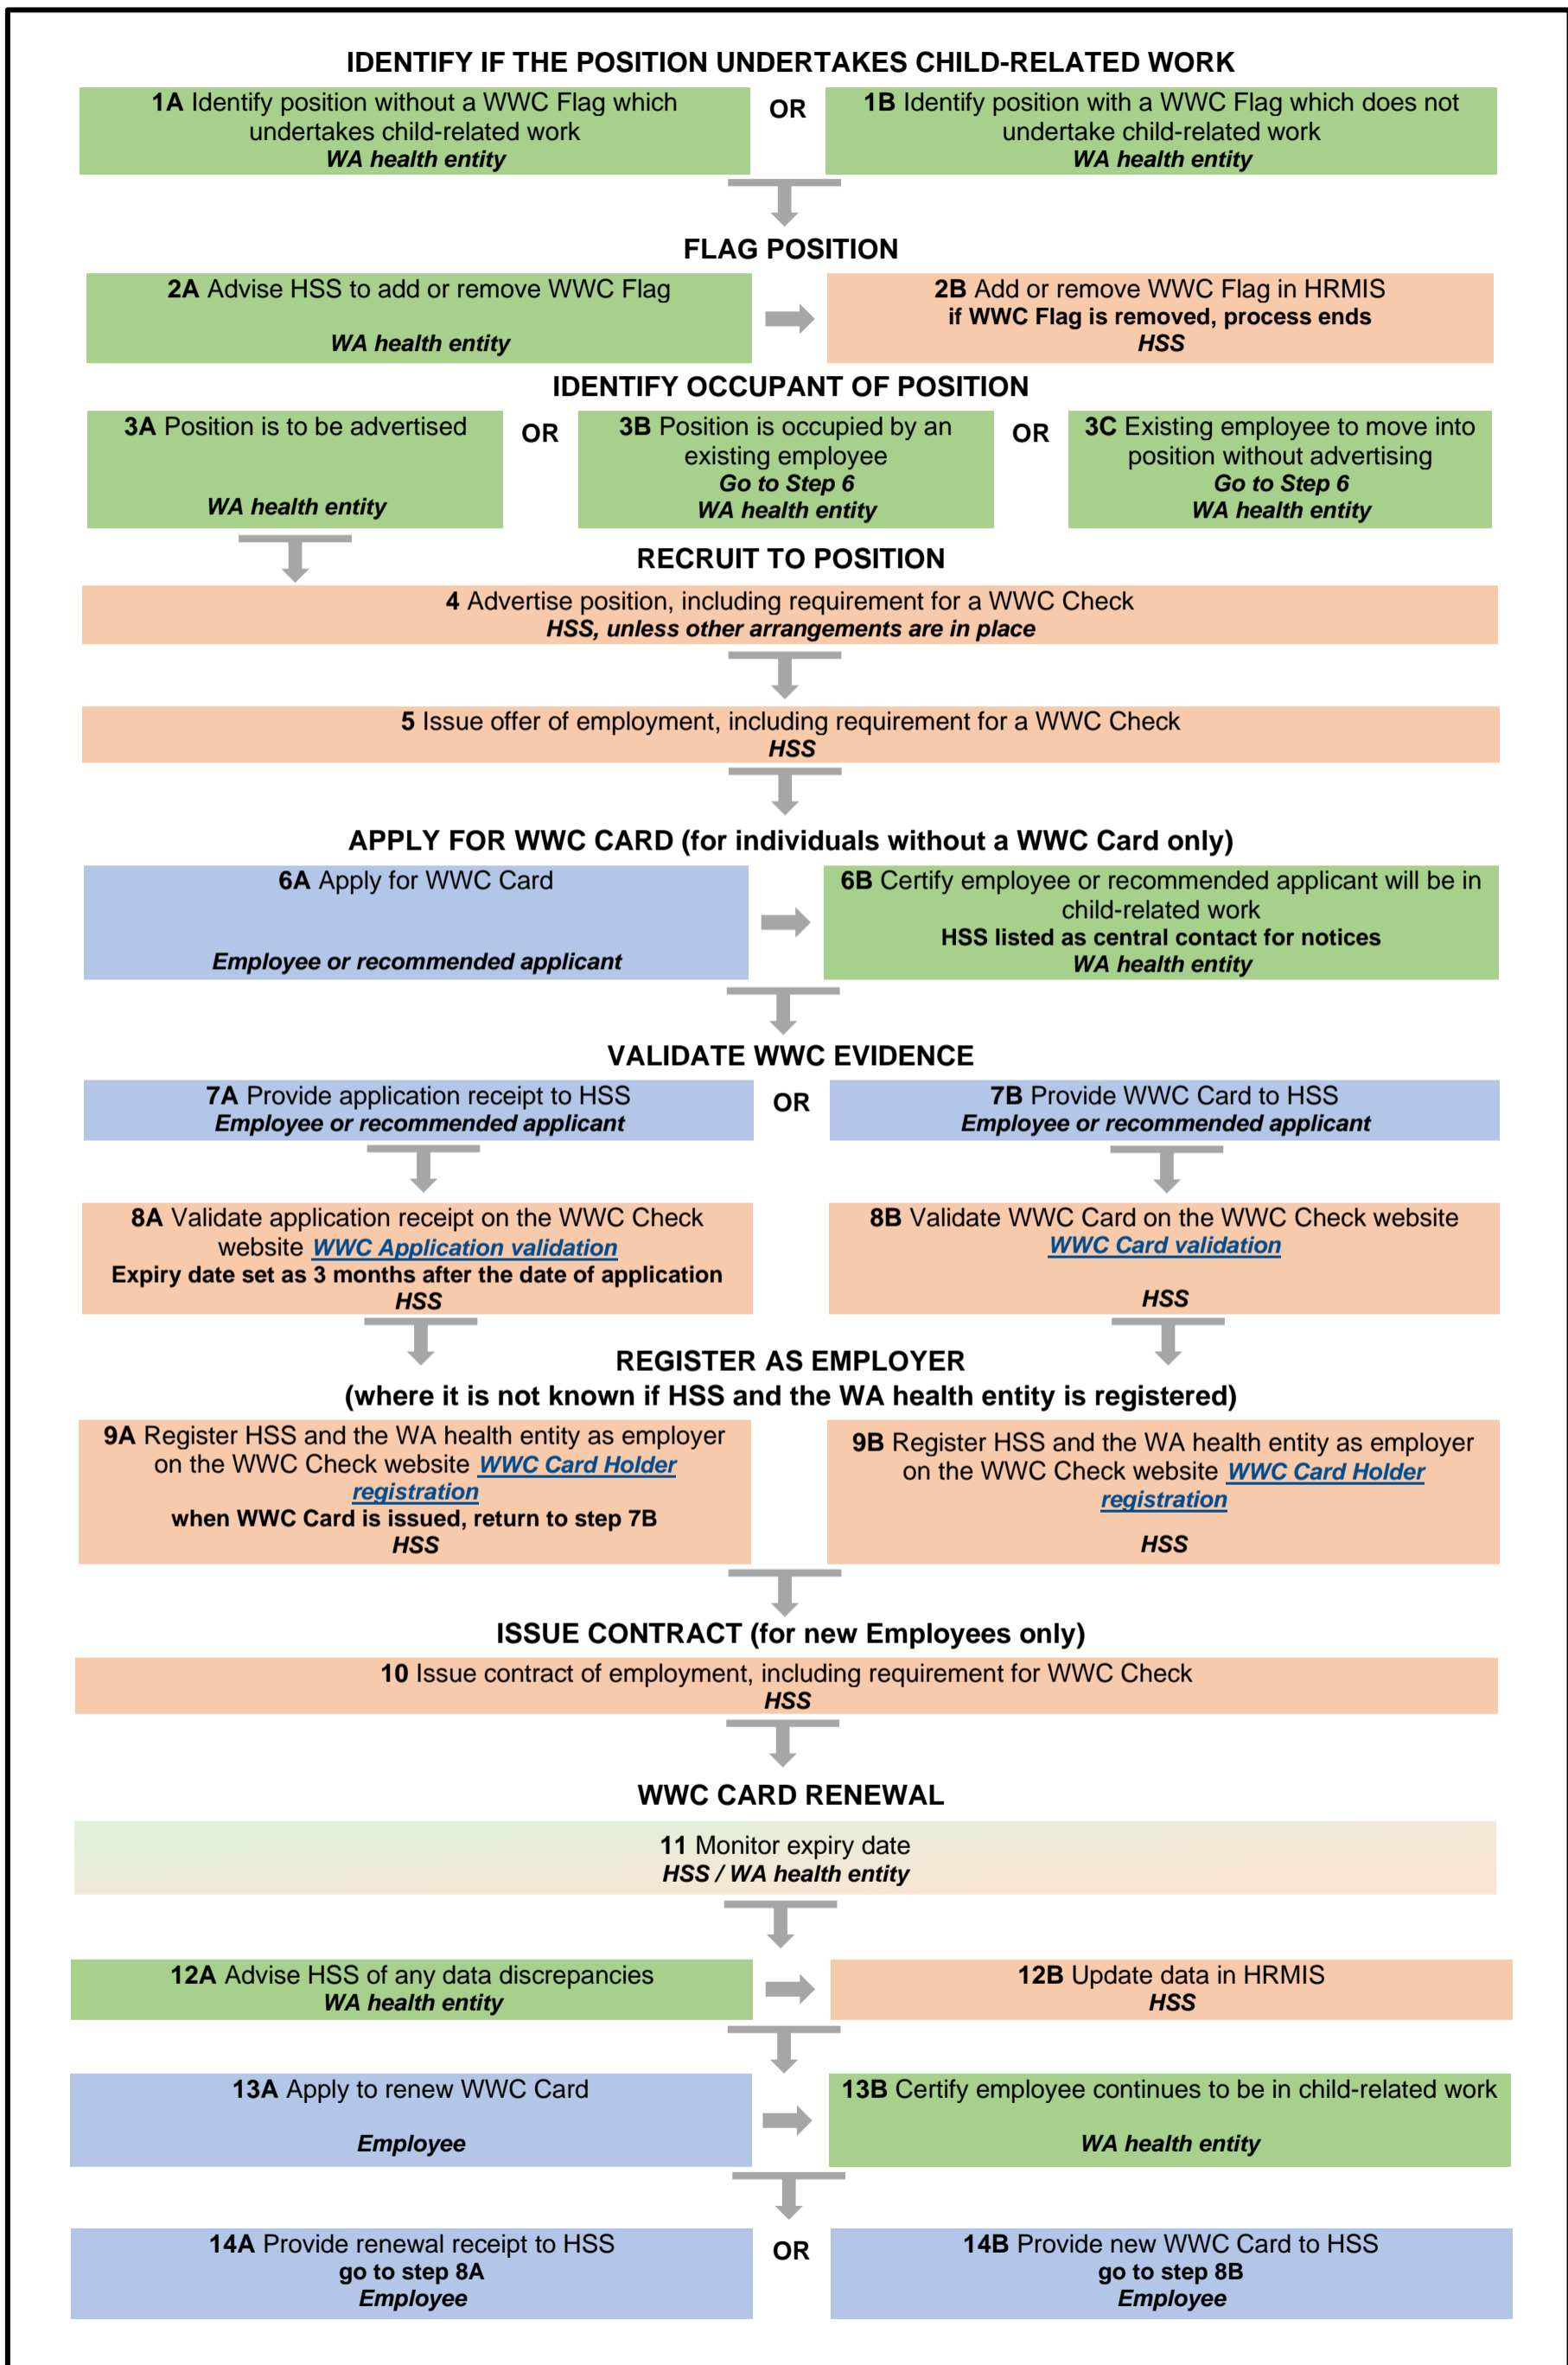 IDENTIFY IF THE POSITION UNDERTAKES CHILD-RELATED WORK
1A Identify position without a WWC Flag which
undertakes child-related work
WA health entity
OR
1B Identify position with a WWC Flag which does not
undertake child-related work
WA health entity
FLAG POSITION
2A Advise HSS to add or remove WWC Flag
WA health entity
2B Add or remove WWC Flag in HRMIS
if WWC Flag is removed, process ends
HSS
IDENTIFY OCCUPANT OF POSITION
3A Position is to be advertised
WA health entity
OR
3B Position is occupied by an
existing employee
Go to Step 6
WA health entity
OR
3C Existing employee to move into
position without advertising
Go to Step 6
WA health entity
RECRUIT TO POSITION
4 Advertise position, including requirement for a WWC Check
HSS, unless other arrangements are in place
5 Issue offer of employment, including requirement for a WWC Check
HSS
APPLY FOR WWC CARD (for individuals without a WWC Card only)
6A Apply for WWC Card
Employee or recommended applicant
6B Certify employee or recommended applicant will be in
child-related work
HSS listed as central contact for notices
WA health entity
VALIDATE WWC EVIDENCE
7A Provide application receipt to HSS
Employee or recommended applicant
OR
7B Provide WWC Card to HSS
Employee or recommended applicant
8A Validate application receipt on the WWC Check
website WWC Application validation
Expiry date set as 3 months after the date of application
HSS
8B Validate WWC Card on the WWC Check website
WWC Card validation
HSS
REGISTER AS EMPLOYER
(where it is not known if HSS and the WA health entity is registered)
9A Register HSS and the WA health entity as employer
on the WWC Check website WWC Card Holder
registration
when WWC Card is issued, return to step 7B
HSS
9B Register HSS and the WA health entity as employer
on the WWC Check website WWC Card Holder
registration
HSS
ISSUE CONTRACT (for new Employees only)
10 Issue contract of employment, including requirement for WWC Check
HSS
WWC CARD RENEWAL
11 Monitor expiry date
HSS / WA health entity
12A Advise HSS of any data discrepancies
WA health entity
12B Update data in HRMIS
HSS
13A Apply to renew WWC Card
Employee
13B Certify employee continues to be in child-related work
WA health entity
14A Provide renewal receipt to HSS
go to step 8A
Employee
OR
14B Provide new WWC Card to HSS
go to step 8B
Employee